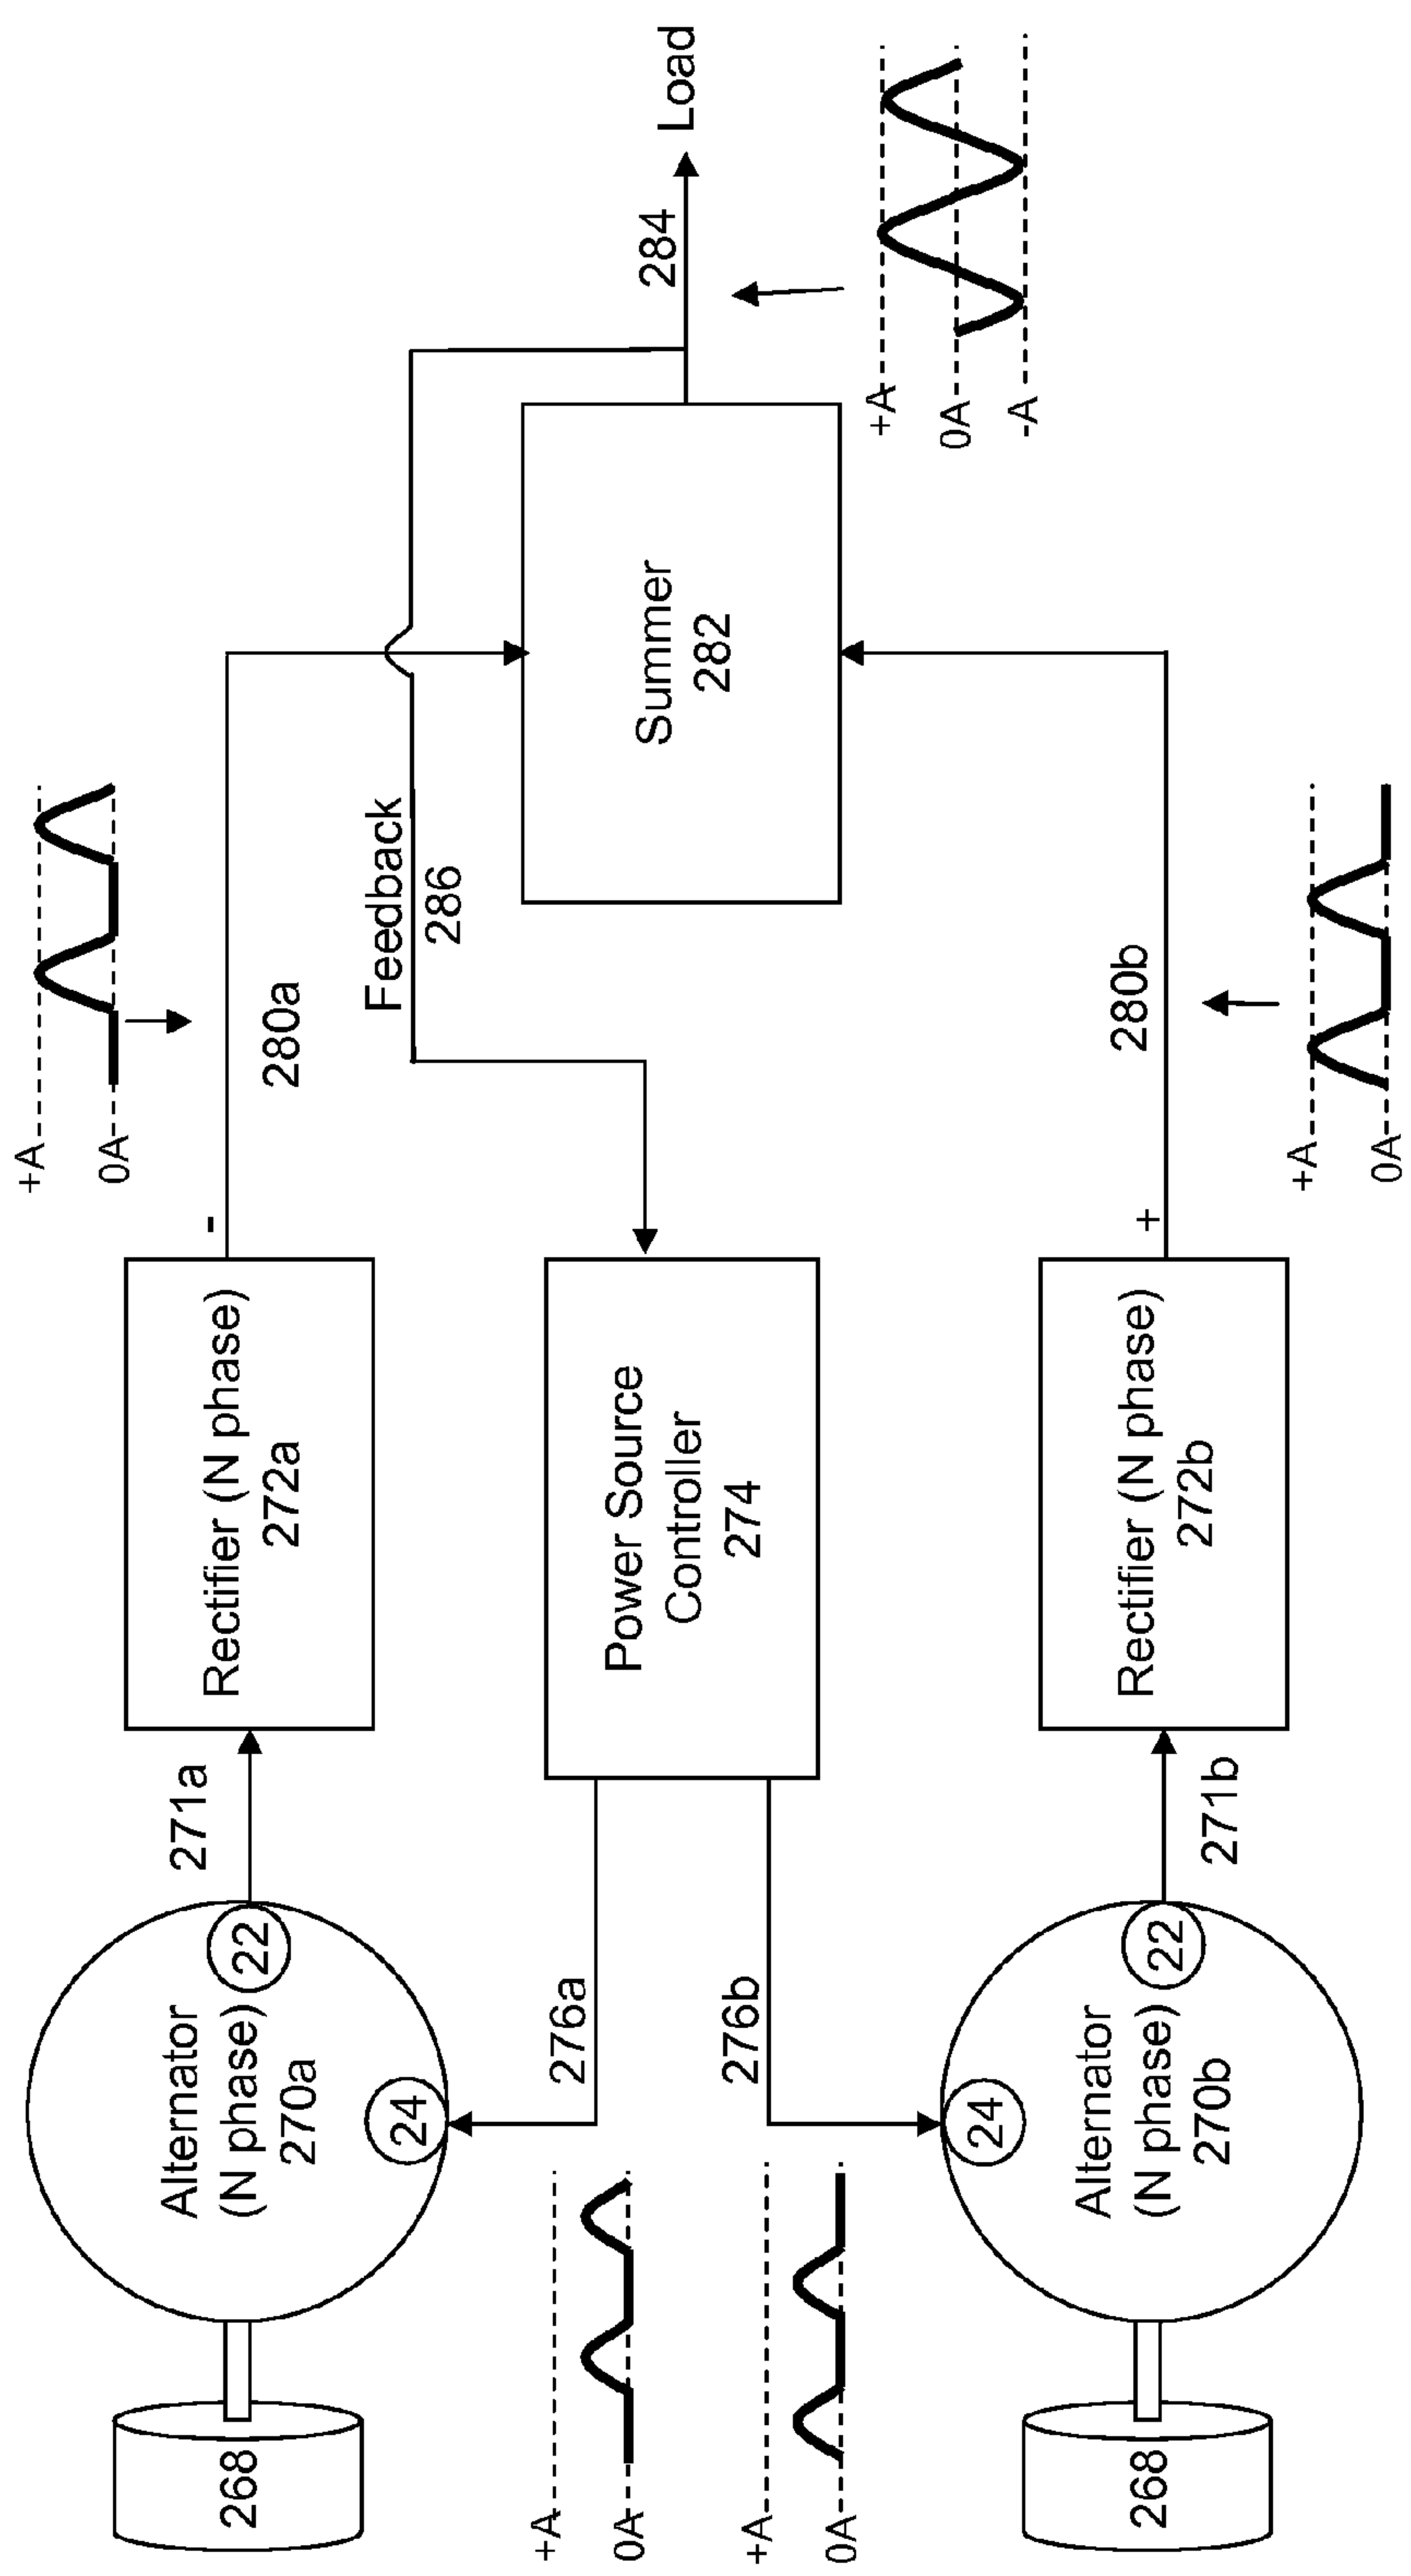 +A
0A
-
280a
271a
Rectifier (N phase)
272a
Alternator
(N phase)
270a
22
24
268
Feedback
286
284
Load
+A
0A
276a
Power Source
Controller
274
Summer
282
+A
0A
-A
+A
0A
276b
268
24
Alternator
(N phase)
270b
22
271b
Rectifier (N phase)
272b
+
280b
+A
0A